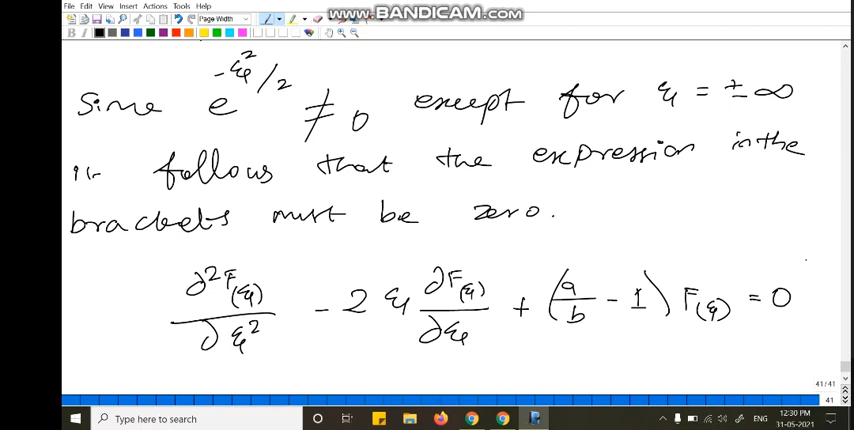 www.BANDICAM.com
File Edit View Insert Actions Tools Help
Page Width
B I
Since e^{-ξ²/2} ≠ 0 except for ξ = ± ∞
it follows that the expression in the
brackets must be zero.
∂²F(ξ)/∂ξ² - 2ξ ∂F(ξ)/∂ξ + (a/b - 1) F(ξ) = 0
41/41
41
Type here to search
ENG
12:30 PM
31-05-2021